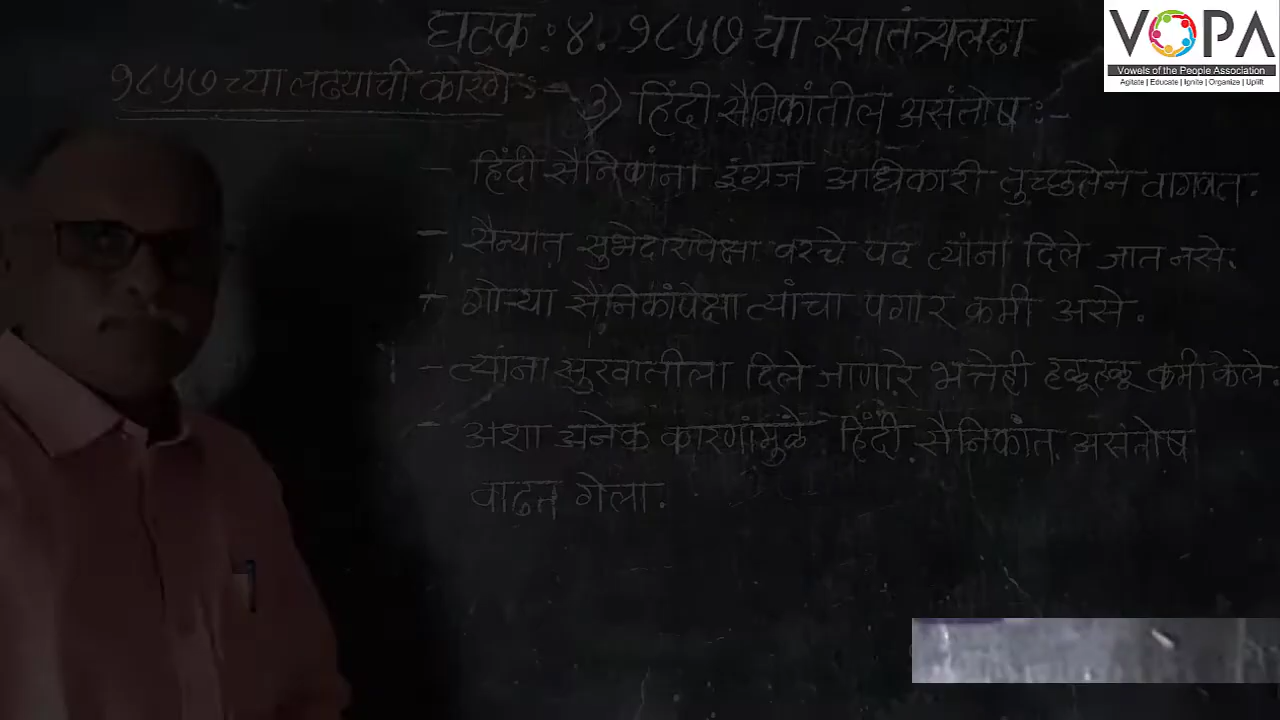 घटक : ४. १८५७ चा स्वातंत्र्यलढा
VOPA
Vowels of the People Association
Agitate | Educate | Ignite | Organize | Uplift
१८५७ च्या लढ्याची कारणे :-
३) हिंदी सैनिकांतील असंतोष :-
- हिंदी सैनिकांना इंग्रज अधिकारी तुच्छतेने वागवत.
- सैन्यात सुभेदारापेक्षा वरचे पद त्यांना दिले जात नसे.
- गोऱ्या सैनिकांपेक्षा त्यांचा पगार कमी असे.
- त्यांना सुरवातीला दिले जाणारे भत्तेही हळूहळू कमी केले.
- अशा अनेक कारणांमुळे हिंदी सैनिकांत असंतोष
वाढत गेला.